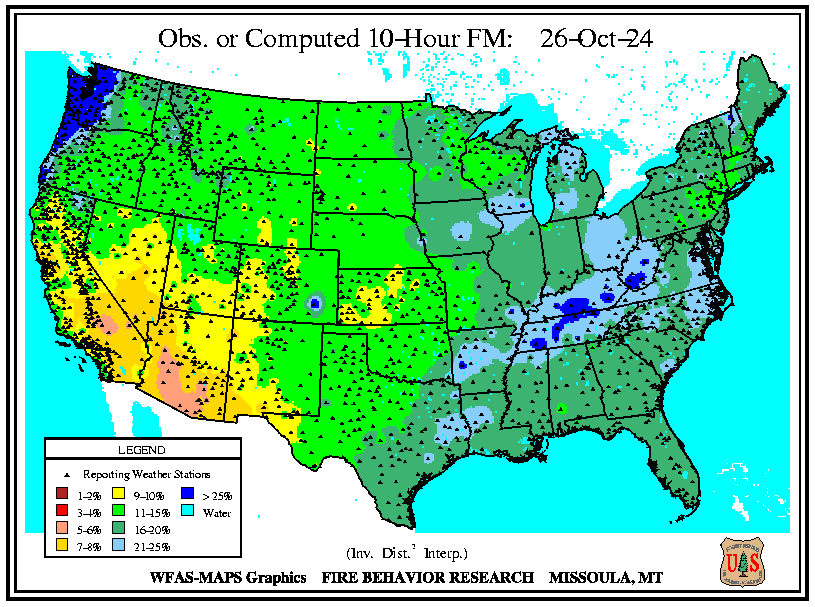 Obs. or Computed 10-Hour FM: 26-Oct-24
LEGEND
Reporting Weather Stations
1-2% 9-10% > 25%
3-4% 11-15% Water
5-6% 16-20%
7-8% 21-25%
(Inv. Dist.² Interp.)
WFAS-MAPS Graphics FIRE BEHAVIOR RESEARCH MISSOULA, MT
U S